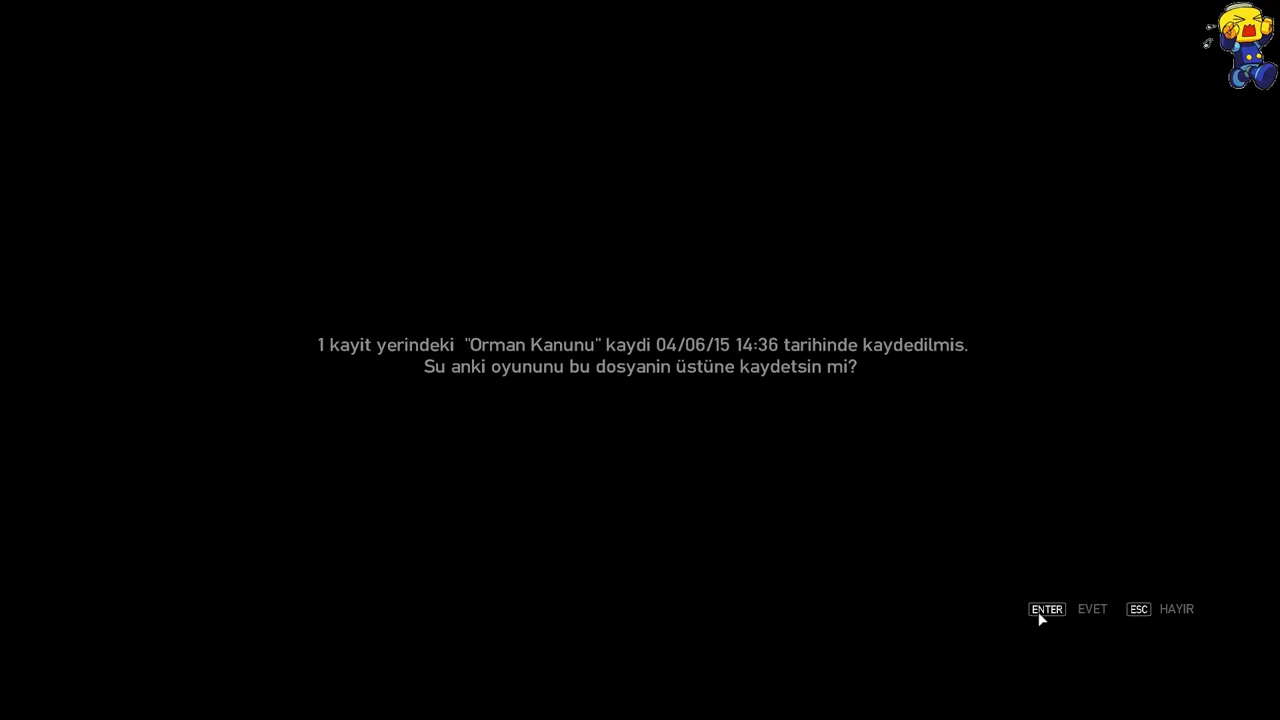 1 kayit yerindeki "Orman Kanunu" kaydi 04/06/15 14:36 tarihinde kaydedilmis.
Su anki oyununu bu dosyanin üstüne kaydetsin mi?
ENTER EVET ESC HAYIR